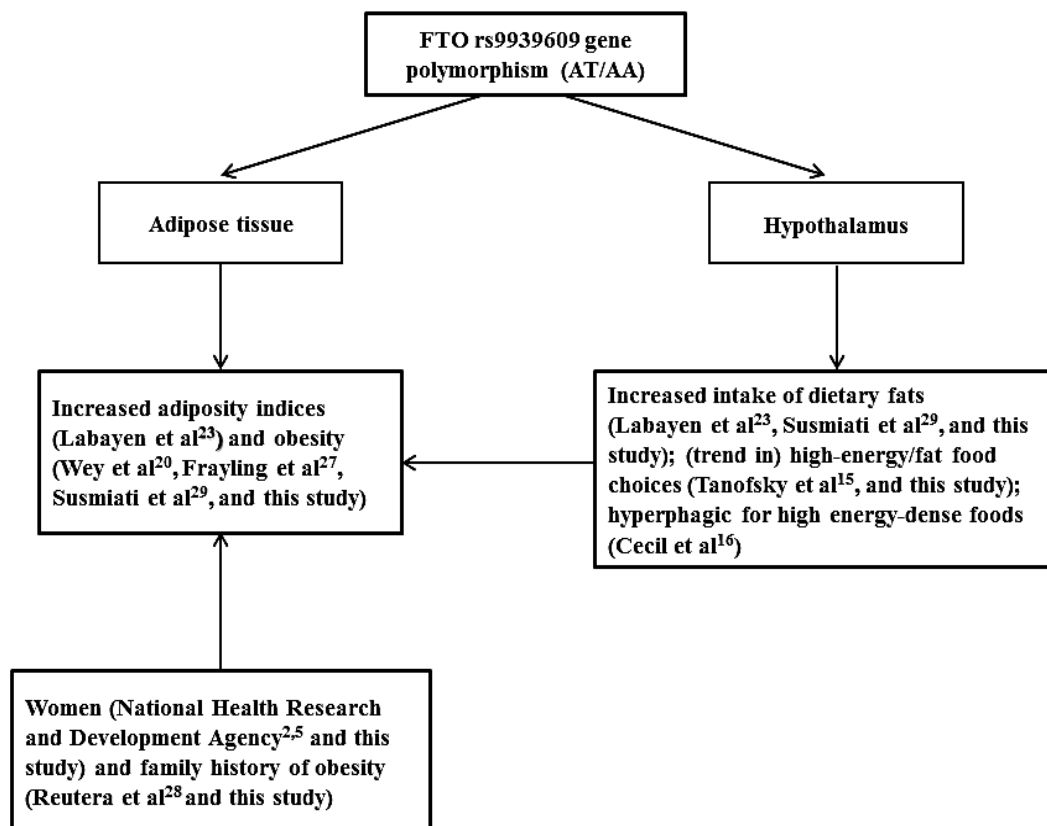 FTO rs9939609 gene
polymorphism (AT/AA)
Adipose tissue
Hypothalamus
Increased adiposity indices
(Labayen et al23) and obesity
(Wey et al20, Frayling et al27,
Susmiati et al29, and this study)
Increased intake of dietary fats
(Labayen et al23, Susmiati et al29, and this
study); (trend in) high-energy/fat food
choices (Tanofsky et al15, and this study);
hyperphagic for high energy-dense foods
(Cecil et al16)
Women (National Health Research
and Development Agency2,5 and this
study) and family history of obesity
(Reutera et al28 and this study)